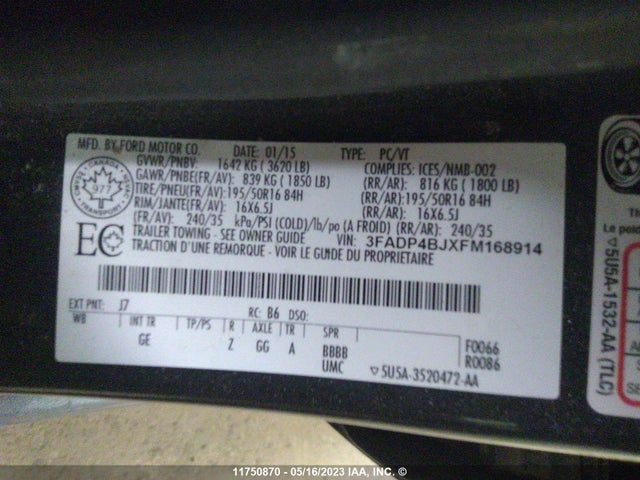 MFD. BY FORD MOTOR CO. DATE: 01/15 TYPE: PC/VT
GVWR/PNBV: 1642 KG ( 3620 LB) COMPLIES: ICES/NMB-002
GAWR/PNBE(FR/AV): 839 KG ( 1850 LB) (RR/AR): 816 KG ( 1800 LB)
TIRE/PNEU(FR/AV):195/50R16 84H (RR/AR):195/50R16 84H
RIM/JANTE(FR/AV): 16X6.5J (RR/AR): 16X6.5J
(FR/AV): 240/35 kPa/PSI (COLD)/lb/po (A FROID) (RR/AR): 240/35
TRAILER TOWING - SEE OWNER GUIDE VIN: 3FADP4BJXFM168914
TRACTION D'UNE REMORQUE - VOIR LE GUIDE DU PROPRIETAIRE
CANADA
977
TRANSPORT
EC
EXT PNT: J7 RC: B6 DSO:
WB INT TR TP/PS R AXLE TR SPR
GE Z GG A BBBB
UMC
F0066
R0086
5U5A-3520472-AA
5U5A-1532-AA (TLC)
11750870 - 05/16/2023 IAA, INC. ©